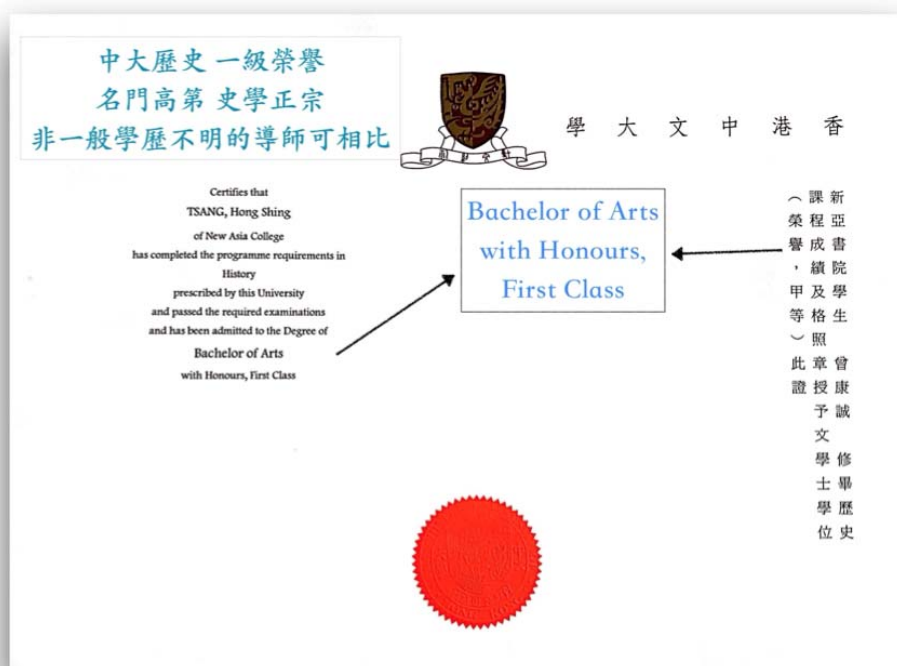 中大歷史 一級榮譽
名門高第 史學正宗
非一般學歷不明的導師可相比
香港中文大學
Certifies that
TSANG, Hong Shing
of New Asia College
has completed the programme requirements in
History
prescribed by this University
and passed the required examinations
and has been admitted to the Degree of
Bachelor of Arts
with Honours, First Class
Bachelor of Arts
with Honours,
First Class
新亞書院學生 曾康誠 修畢歷史
課程成績及格照章授予文學士學位
（榮譽，甲等）此證